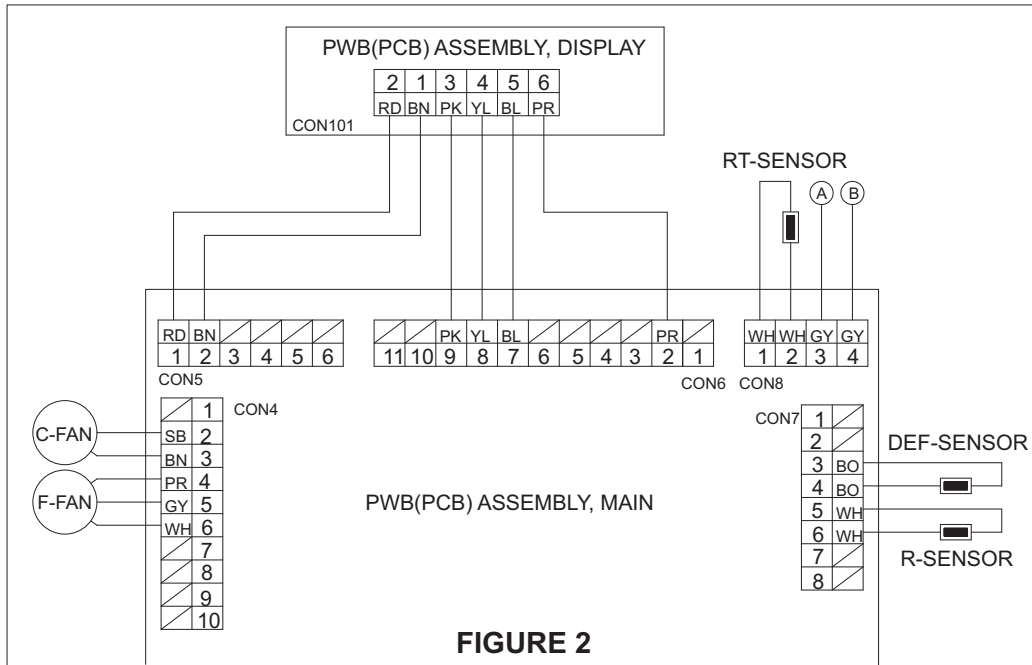 PWB(PCB) ASSEMBLY, DISPLAY
2 1 3 4 5 6
RD BN PK YL BL PR
CON101
RT-SENSOR
A B
RD BN
1 2 3 4 5 6
CON5
PK YL BL PR
11 10 9 8 7 6 5 4 3 2 1
CON6
WH WH GY GY
1 2 3 4
CON8
CON4
1
SB 2
BN 3
PR 4
GY 5
WH 6
7
8
9
10
C-FAN
F-FAN
PWB(PCB) ASSEMBLY, MAIN
CON7
1
2
3 BO
4 BO
5 WH
6 WH
7
8
DEF-SENSOR
R-SENSOR
FIGURE 2